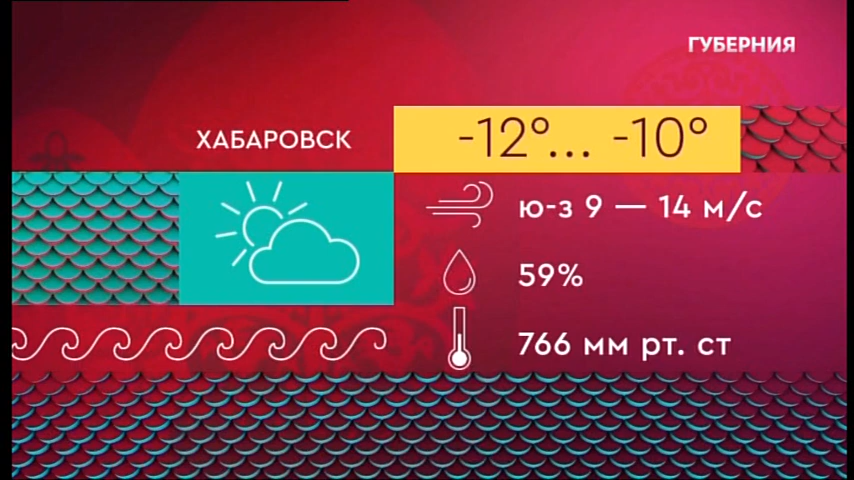 ГУБЕРНИЯ
ХАБАРОВСК
-12°... -10°
ю-з 9 — 14 м/с
59%
766 мм рт. ст